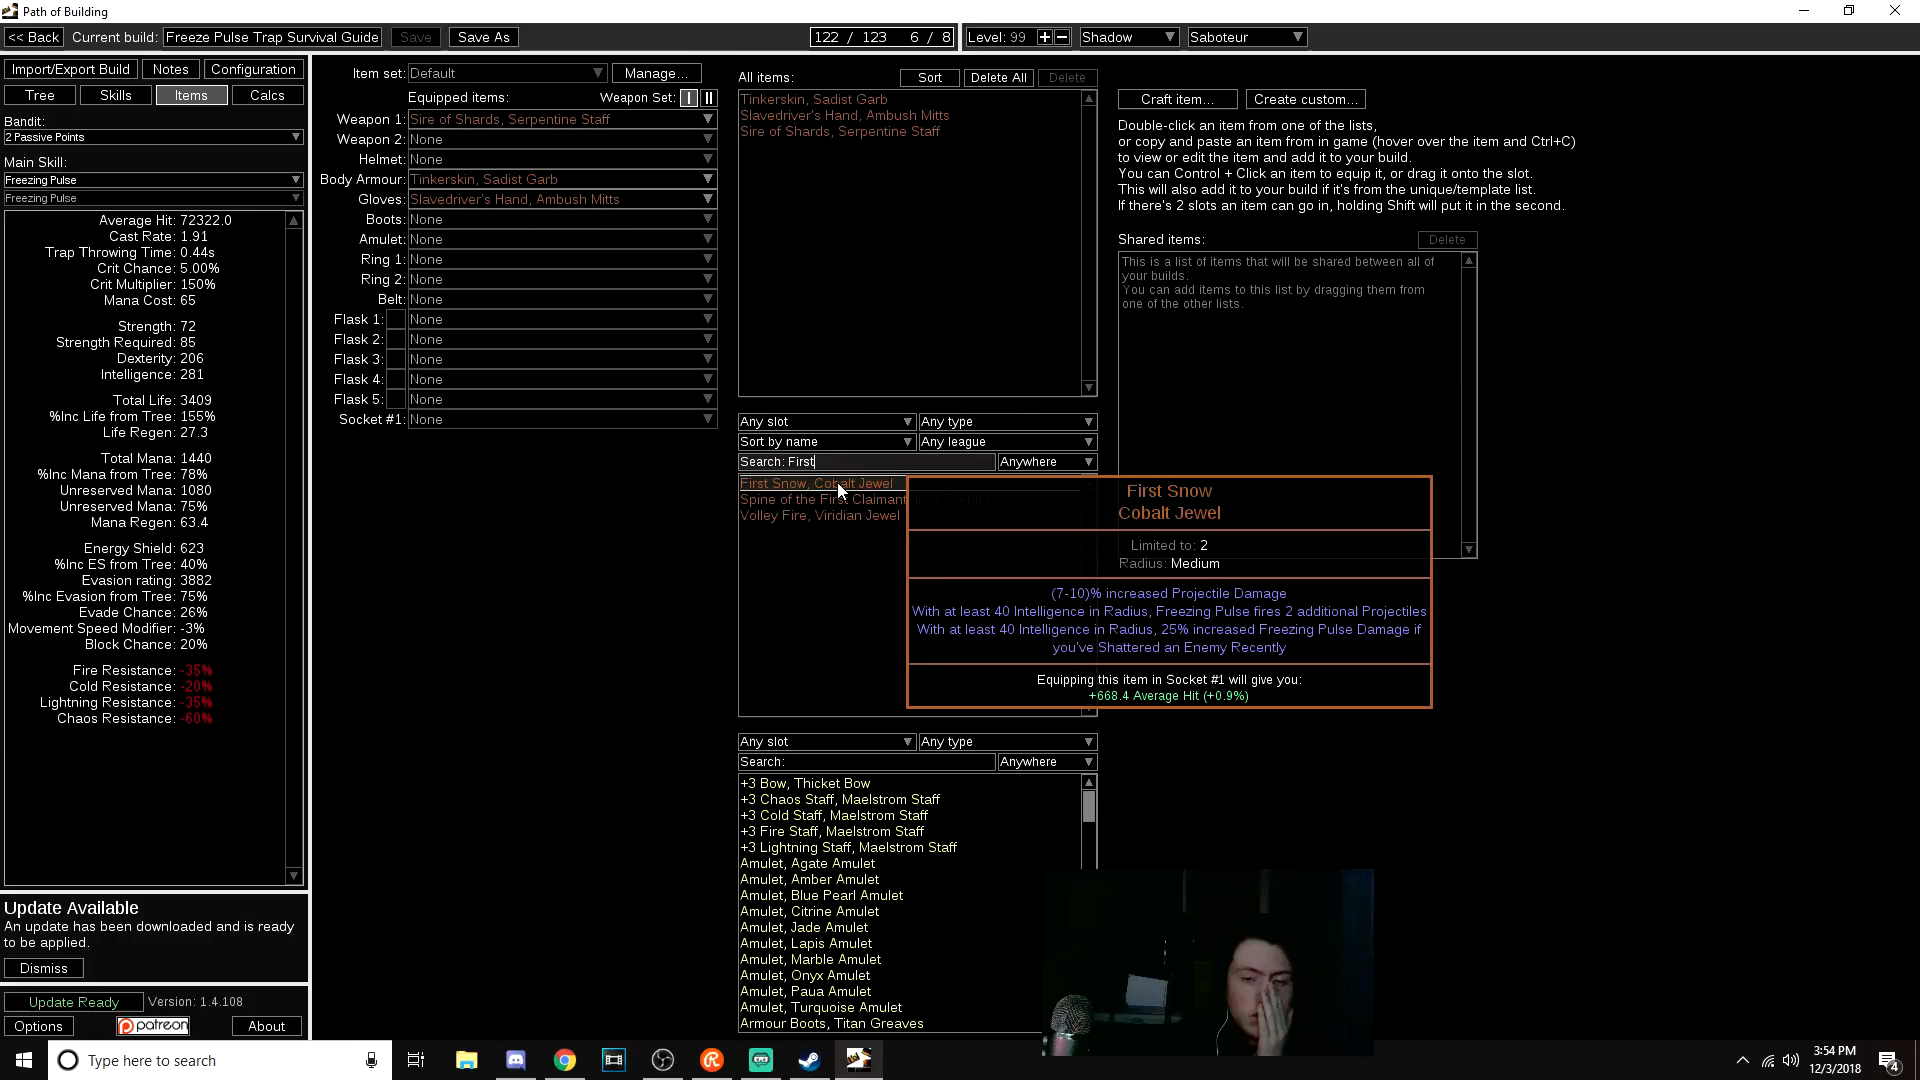 Path of Building
<< Back
Current build:
Freeze Pulse Trap Survival Guide
Save
Save As
122 / 123    6 / 8
Level: 99
+
−
Shadow
Saboteur
Import/Export Build
Notes
Configuration
Tree
Skills
Items
Calcs
Bandit:
2 Passive Points
Main Skill:
Freezing Pulse
Freezing Pulse
Average Hit: 72322.0
Cast Rate: 1.91
Trap Throwing Time: 0.44s
Crit Chance: 5.00%
Crit Multiplier: 150%
Mana Cost: 65
Strength: 72
Strength Required: 85
Dexterity: 206
Intelligence: 281
Total Life: 3409
%Inc Life from Tree: 155%
Life Regen: 27.3
Total Mana: 1440
%Inc Mana from Tree: 78%
Unreserved Mana: 1080
Unreserved Mana: 75%
Mana Regen: 63.4
Energy Shield: 623
%Inc ES from Tree: 40%
Evasion rating: 3882
%Inc Evasion from Tree: 75%
Evade Chance: 26%
Movement Speed Modifier: -3%
Block Chance: 20%
Fire Resistance: -35%
Cold Resistance: -20%
Lightning Resistance: -35%
Chaos Resistance: -60%
Update Available
An update has been downloaded and is ready
to be applied.
Dismiss
Update Ready
Version: 1.4.108
Options
patreon
About
Item set: Default
Manage...
Equipped items:
Weapon Set: I II
Weapon 1: Sire of Shards, Serpentine Staff
Weapon 2: None
Helmet: None
Body Armour: Tinkerskin, Sadist Garb
Gloves: Slavedriver's Hand, Ambush Mitts
Boots: None
Amulet: None
Ring 1: None
Ring 2: None
Belt: None
Flask 1: None
Flask 2: None
Flask 3: None
Flask 4: None
Flask 5: None
Socket #1: None
All items:
Sort
Delete All
Delete
Tinkerskin, Sadist Garb
Slavedriver's Hand, Ambush Mitts
Sire of Shards, Serpentine Staff
Any slot
Any type
Sort by name
Any league
Search: First
Anywhere
First Snow, Cobalt Jewel
Spine of the First Claimant
Volley Fire, Viridian Jewel
First Snow
Cobalt Jewel
Limited to: 2
Radius: Medium
(7-10)% increased Projectile Damage
With at least 40 Intelligence in Radius, Freezing Pulse fires 2 additional Projectiles
With at least 40 Intelligence in Radius, 25% increased Freezing Pulse Damage if
you've Shattered an Enemy Recently
Equipping this item in Socket #1 will give you:
+668.4 Average Hit (+0.9%)
Any slot
Any type
Search:
Anywhere
+3 Bow, Thicket Bow
+3 Chaos Staff, Maelstrom Staff
+3 Cold Staff, Maelstrom Staff
+3 Fire Staff, Maelstrom Staff
+3 Lightning Staff, Maelstrom Staff
Amulet, Agate Amulet
Amulet, Amber Amulet
Amulet, Blue Pearl Amulet
Amulet, Citrine Amulet
Amulet, Jade Amulet
Amulet, Lapis Amulet
Amulet, Marble Amulet
Amulet, Onyx Amulet
Amulet, Paua Amulet
Amulet, Turquoise Amulet
Armour Boots, Titan Greaves
Craft item...
Create custom...
Double-click an item from one of the lists,
or copy and paste an item from in game (hover over the item and Ctrl+C)
to view or edit the item and add it to your build.
You can Control + Click an item to equip it, or drag it onto the slot.
This will also add it to your build if it's from the unique/template list.
If there's 2 slots an item can go in, holding Shift will put it in the second.
Shared items:
Delete
This is a list of items that will be shared between all of
your builds.
You can add items to this list by dragging them from
one of the other lists.
Type here to search
3:54 PM
12/3/2018
4